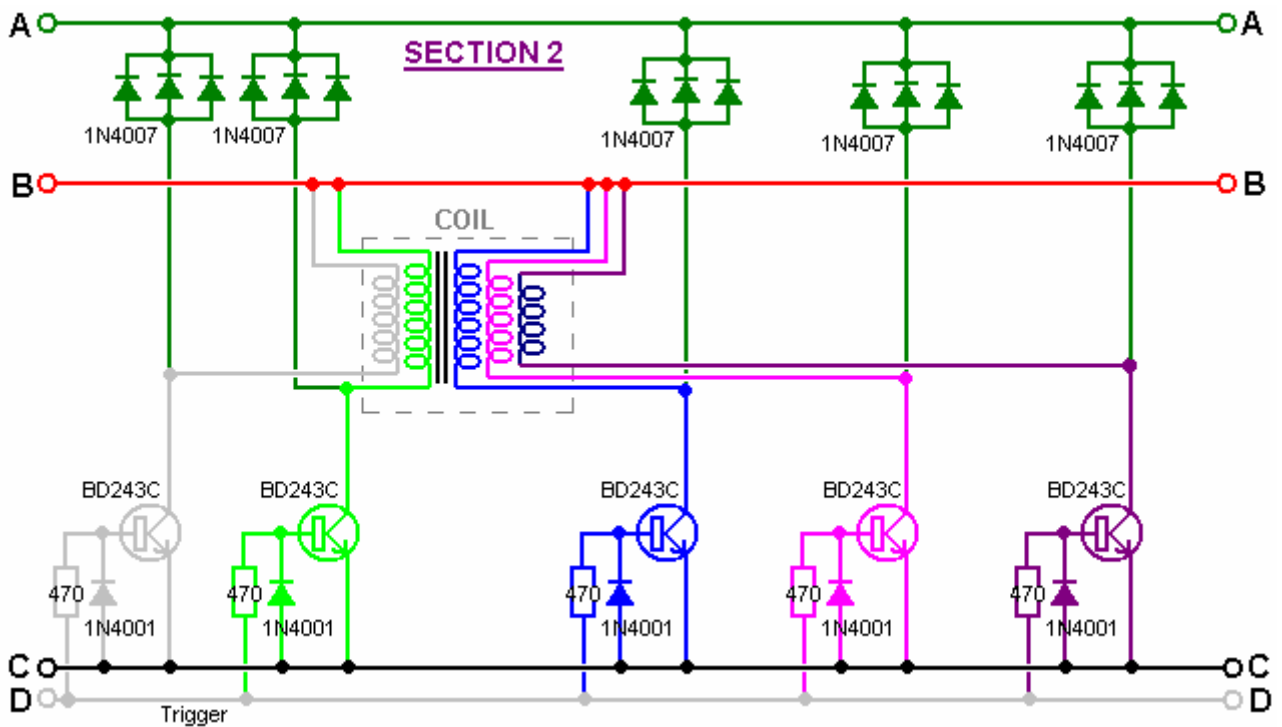 A A
SECTION 2
1N4007 1N4007 1N4007 1N4007 1N4007
B B
COIL
BD243C BD243C BD243C BD243C BD243C
470 470 470 470 470
1N4001 1N4001 1N4001 1N4001 1N4001
C C
D D
Trigger